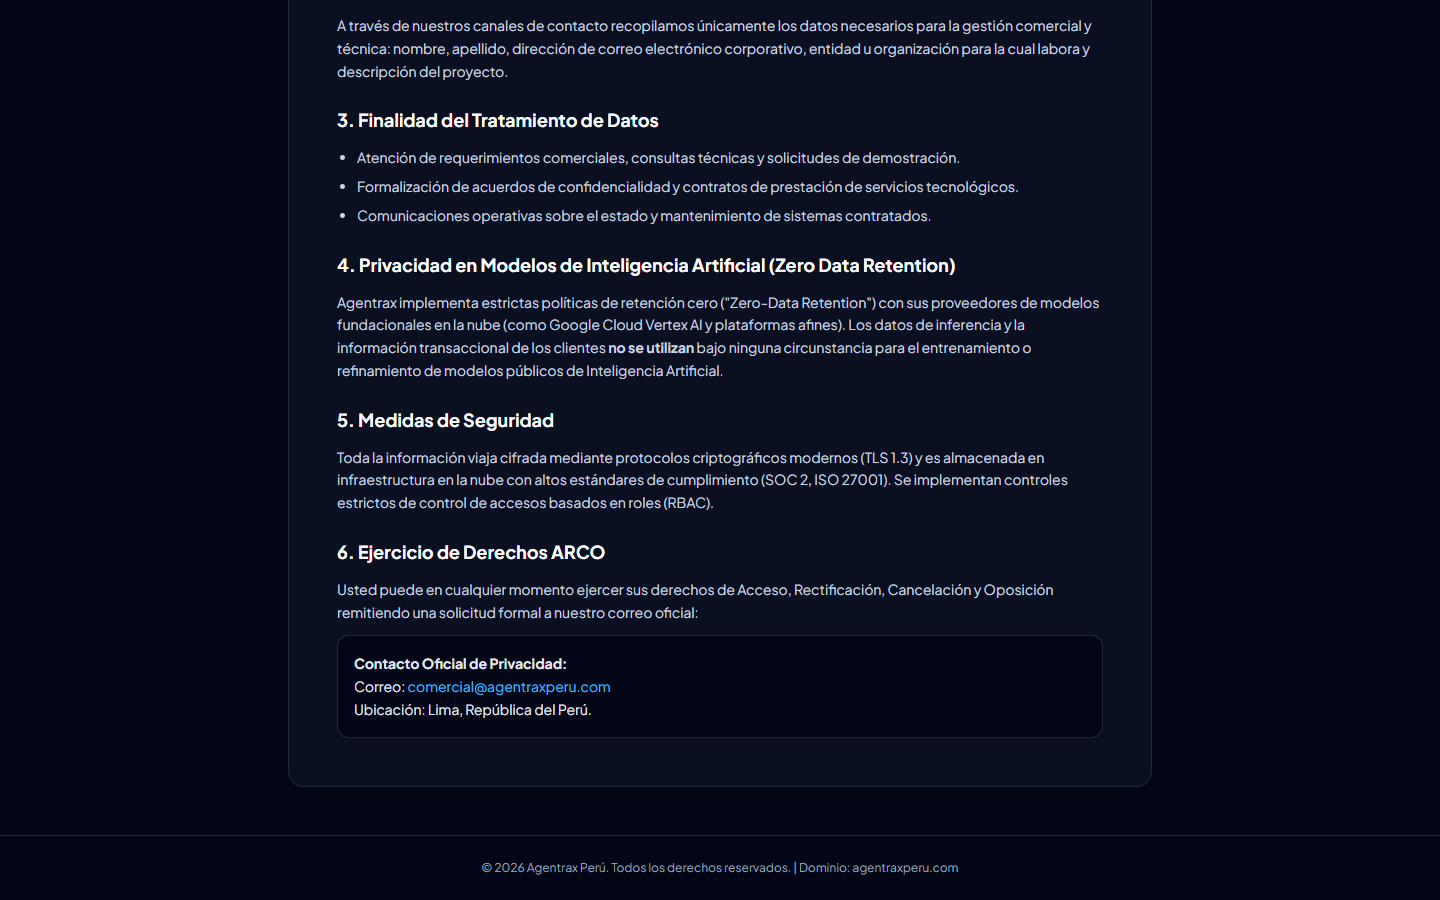 A través de nuestros canales de contacto recopilamos únicamente los datos necesarios para la gestión comercial y
técnica: nombre, apellido, dirección de correo electrónico corporativo, entidad u organización para la cual labora y
descripción del proyecto.
3. Finalidad del Tratamiento de Datos
• Atención de requerimientos comerciales, consultas técnicas y solicitudes de demostración.
• Formalización de acuerdos de confidencialidad y contratos de prestación de servicios tecnológicos.
• Comunicaciones operativas sobre el estado y mantenimiento de sistemas contratados.
4. Privacidad en Modelos de Inteligencia Artificial (Zero Data Retention)
Agentrax implementa estrictas políticas de retención cero ("Zero-Data Retention") con sus proveedores de modelos
fundacionales en la nube (como Google Cloud Vertex AI y plataformas afines). Los datos de inferencia y la
información transaccional de los clientes no se utilizan bajo ninguna circunstancia para el entrenamiento o
refinamiento de modelos públicos de Inteligencia Artificial.
5. Medidas de Seguridad
Toda la información viaja cifrada mediante protocolos criptográficos modernos (TLS 1.3) y es almacenada en
infraestructura en la nube con altos estándares de cumplimiento (SOC 2, ISO 27001). Se implementan controles
estrictos de control de accesos basados en roles (RBAC).
6. Ejercicio de Derechos ARCO
Usted puede en cualquier momento ejercer sus derechos de Acceso, Rectificación, Cancelación y Oposición
remitiendo una solicitud formal a nuestro correo oficial:
Contacto Oficial de Privacidad:
Correo: comercial@agentraxperu.com
Ubicación: Lima, República del Perú.
© 2026 Agentrax Perú. Todos los derechos reservados. | Dominio: agentraxperu.com